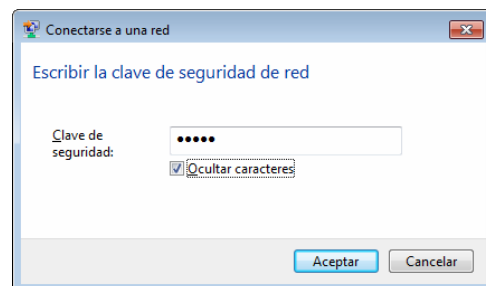 Conectarse a una red
Escribir la clave de seguridad de red
Clave de
seguridad:
•••••
Ocultar caracteres
Aceptar
Cancelar